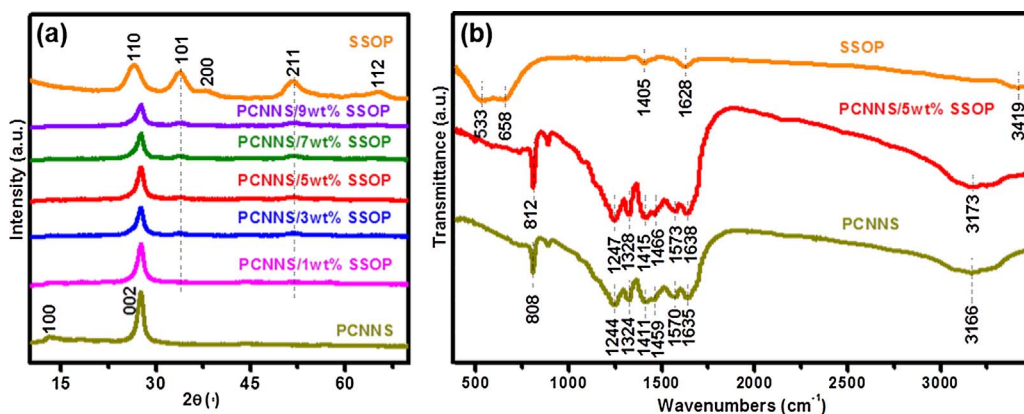 (a)
SSOP
110
101
200
211
112
PCNNS/9wt% SSOP
PCNNS/7wt% SSOP
PCNNS/5wt% SSOP
PCNNS/3wt% SSOP
PCNNS/1wt% SSOP
100
002
PCNNS
Intensity (a.u.)
15
30
45
60
2θ (·)
(b)
SSOP
533
658
1405
1628
3419
PCNNS/5wt% SSOP
812
1247
1328
1415
1466
1573
1638
3173
PCNNS
808
1244
1324
1411
1459
1570
1635
3166
Transmittance (a.u.)
500
1000
1500
2000
2500
3000
Wavenumbers (cm⁻¹)